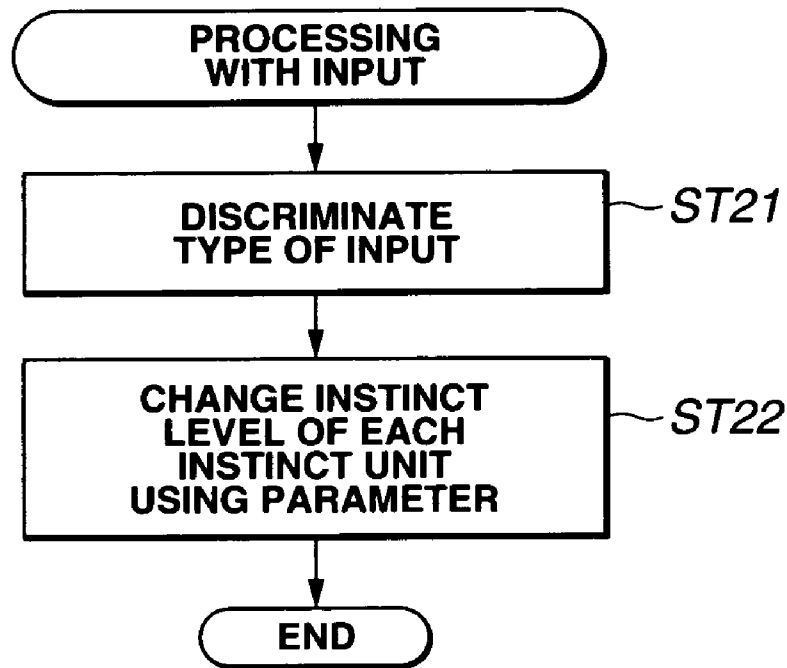 PROCESSING
WITH INPUT
DISCRIMINATE
TYPE OF INPUT
ST21
CHANGE INSTINCT
LEVEL OF EACH
INSTINCT UNIT
USING PARAMETER
ST22
END